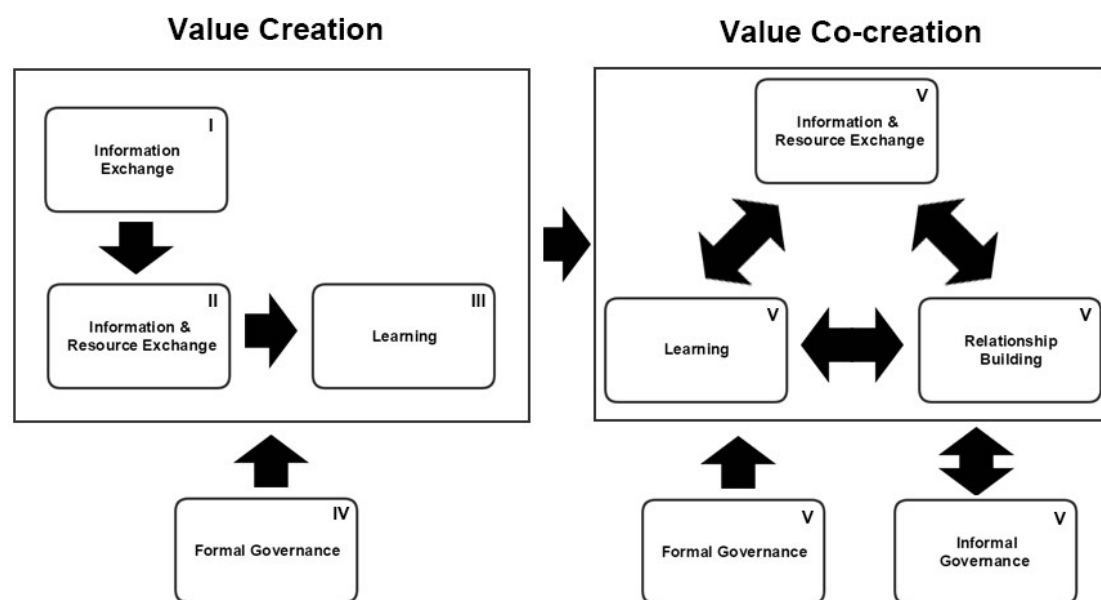 Value Creation
I
Information
Exchange
II
Information &
Resource Exchange
III
Learning
IV
Formal Governance
Value Co-creation
V
Information &
Resource Exchange
V
Learning
V
Relationship
Building
V
Formal Governance
V
Informal
Governance